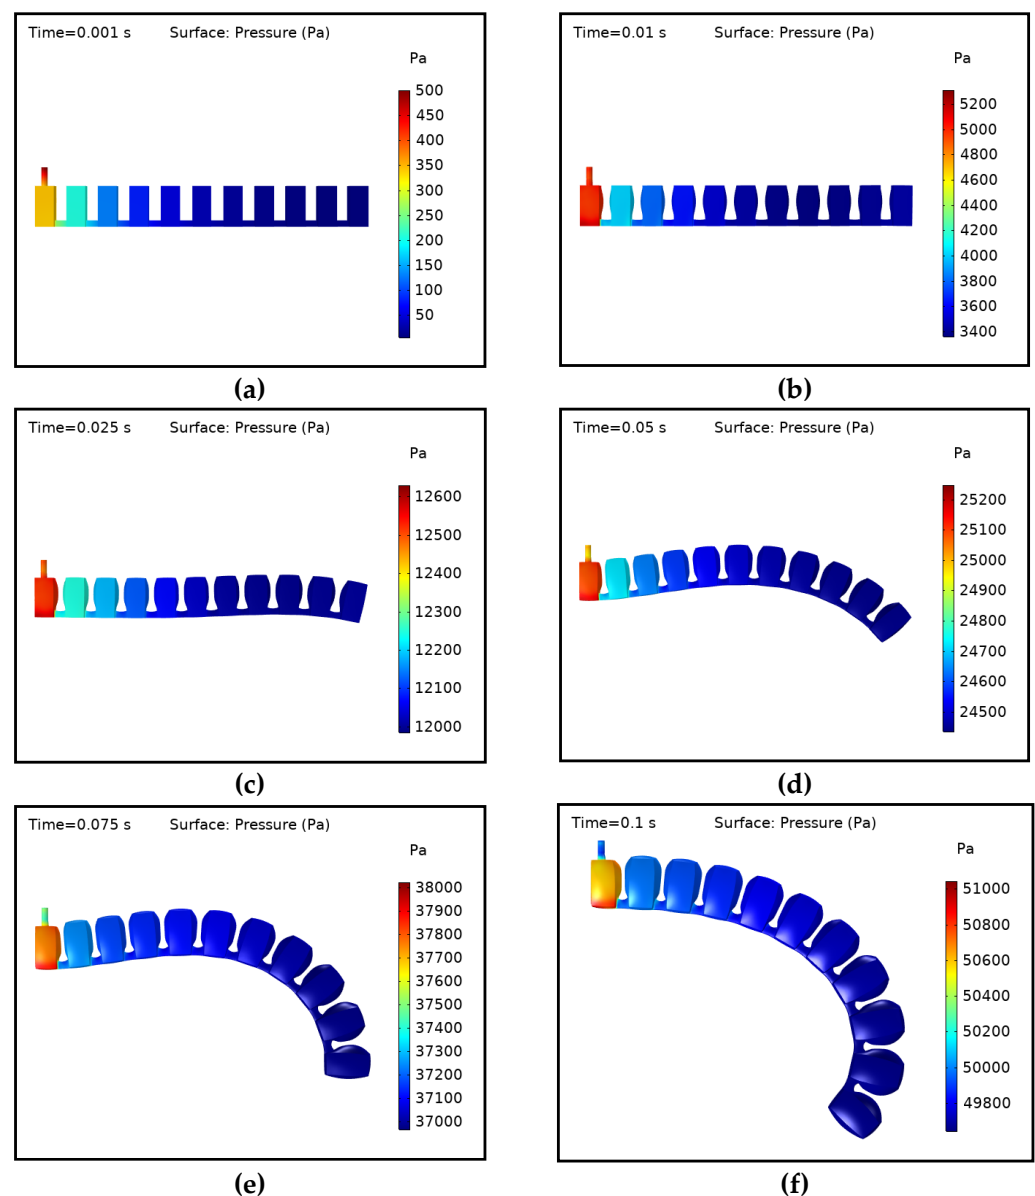 Time=0.001 s Surface: Pressure (Pa)
Pa
500
450
400
350
300
250
200
150
100
50
(a)
Time=0.01 s Surface: Pressure (Pa)
Pa
5200
5000
4800
4600
4400
4200
4000
3800
3600
3400
(b)
Time=0.025 s Surface: Pressure (Pa)
Pa
12600
12500
12400
12300
12200
12100
12000
(c)
Time=0.05 s Surface: Pressure (Pa)
Pa
25200
25100
25000
24900
24800
24700
24600
24500
(d)
Time=0.075 s Surface: Pressure (Pa)
Pa
38000
37900
37800
37700
37600
37500
37400
37300
37200
37100
37000
(e)
Time=0.1 s Surface: Pressure (Pa)
Pa
51000
50800
50600
50400
50200
50000
49800
(f)